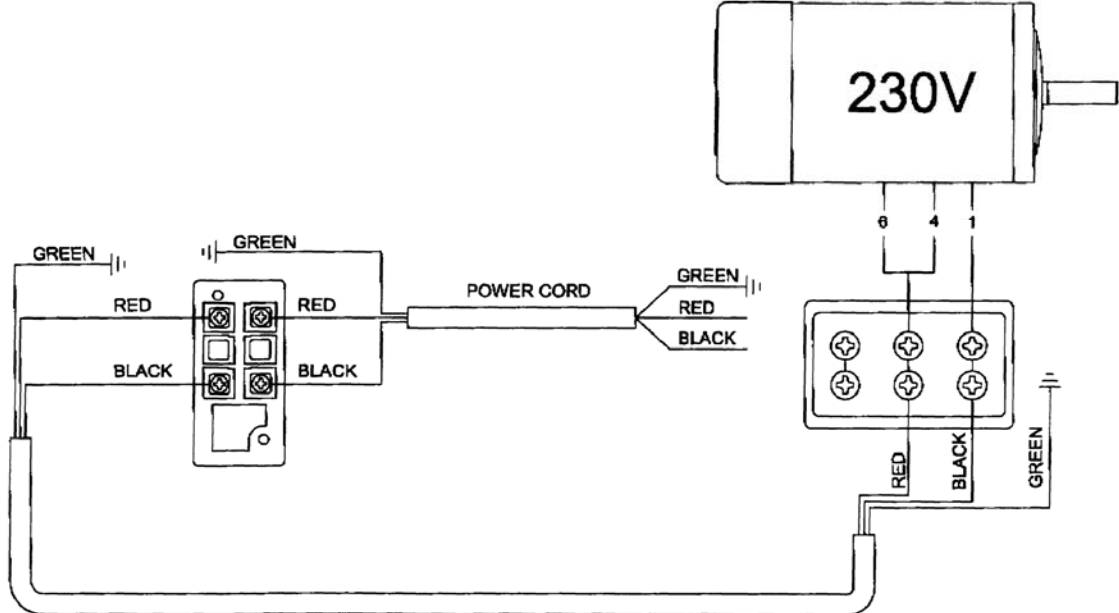 230V
6 4 1
GREEN
GREEN
GREEN
POWER CORD
RED
RED
RED
BLACK
BLACK
BLACK
RED
BLACK
GREEN